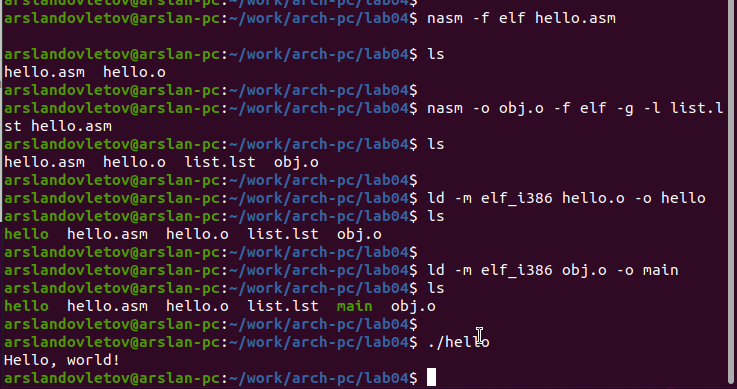 arslandovletov@arslan-pc:~/work/arch-pc/lab04$
arslandovletov@arslan-pc:~/work/arch-pc/lab04$ nasm -f elf hello.asm
arslandovletov@arslan-pc:~/work/arch-pc/lab04$ ls
hello.asm  hello.o
arslandovletov@arslan-pc:~/work/arch-pc/lab04$
arslandovletov@arslan-pc:~/work/arch-pc/lab04$ nasm -o obj.o -f elf -g -l list.l
st hello.asm
arslandovletov@arslan-pc:~/work/arch-pc/lab04$ ls
hello.asm  hello.o  list.lst  obj.o
arslandovletov@arslan-pc:~/work/arch-pc/lab04$
arslandovletov@arslan-pc:~/work/arch-pc/lab04$ ld -m elf_i386 hello.o -o hello
arslandovletov@arslan-pc:~/work/arch-pc/lab04$ ls
hello  hello.asm  hello.o  list.lst  obj.o
arslandovletov@arslan-pc:~/work/arch-pc/lab04$
arslandovletov@arslan-pc:~/work/arch-pc/lab04$ ld -m elf_i386 obj.o -o main
arslandovletov@arslan-pc:~/work/arch-pc/lab04$ ls
hello  hello.asm  hello.o  list.lst  main  obj.o
arslandovletov@arslan-pc:~/work/arch-pc/lab04$
arslandovletov@arslan-pc:~/work/arch-pc/lab04$ ./hello
Hello, world!
arslandovletov@arslan-pc:~/work/arch-pc/lab04$